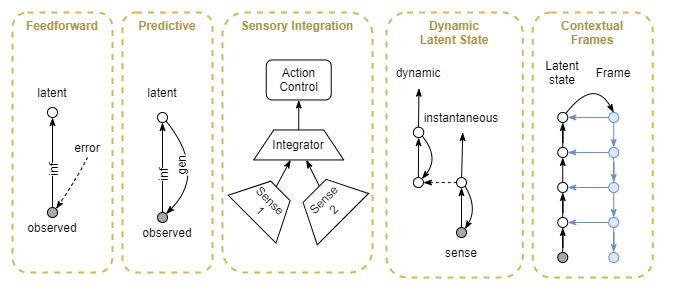 Feedforward
latent
error
inf
observed
Predictive
latent
inf
gen
observed
Sensory Integration
Action
Control
Integrator
Sense
1
Sense
2
Dynamic
Latent State
dynamic
instantaneous
sense
Contextual
Frames
Latent
state
Frame